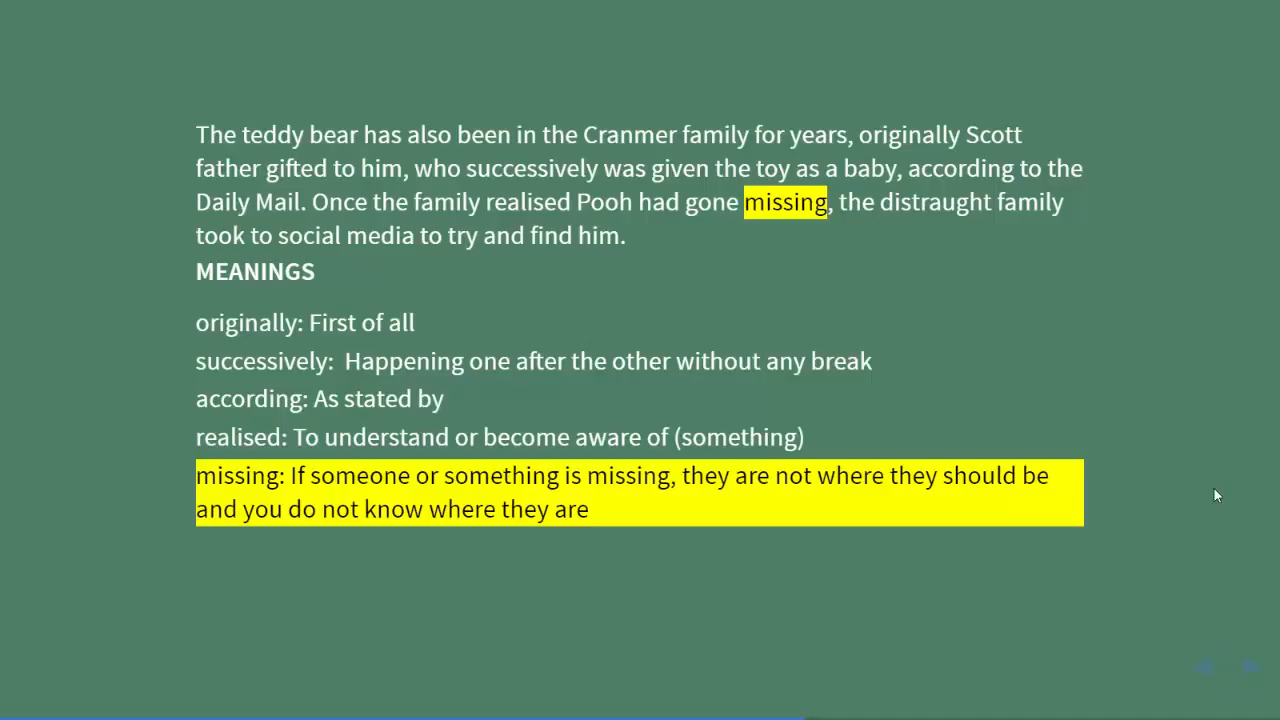 The teddy bear has also been in the Cranmer family for years, originally Scott
father gifted to him, who successively was given the toy as a baby, according to the
Daily Mail. Once the family realised Pooh had gone missing, the distraught family
took to social media to try and find him.
MEANINGS
originally: First of all
successively:  Happening one after the other without any break
according: As stated by
realised: To understand or become aware of (something)
missing: If someone or something is missing, they are not where they should be
and you do not know where they are